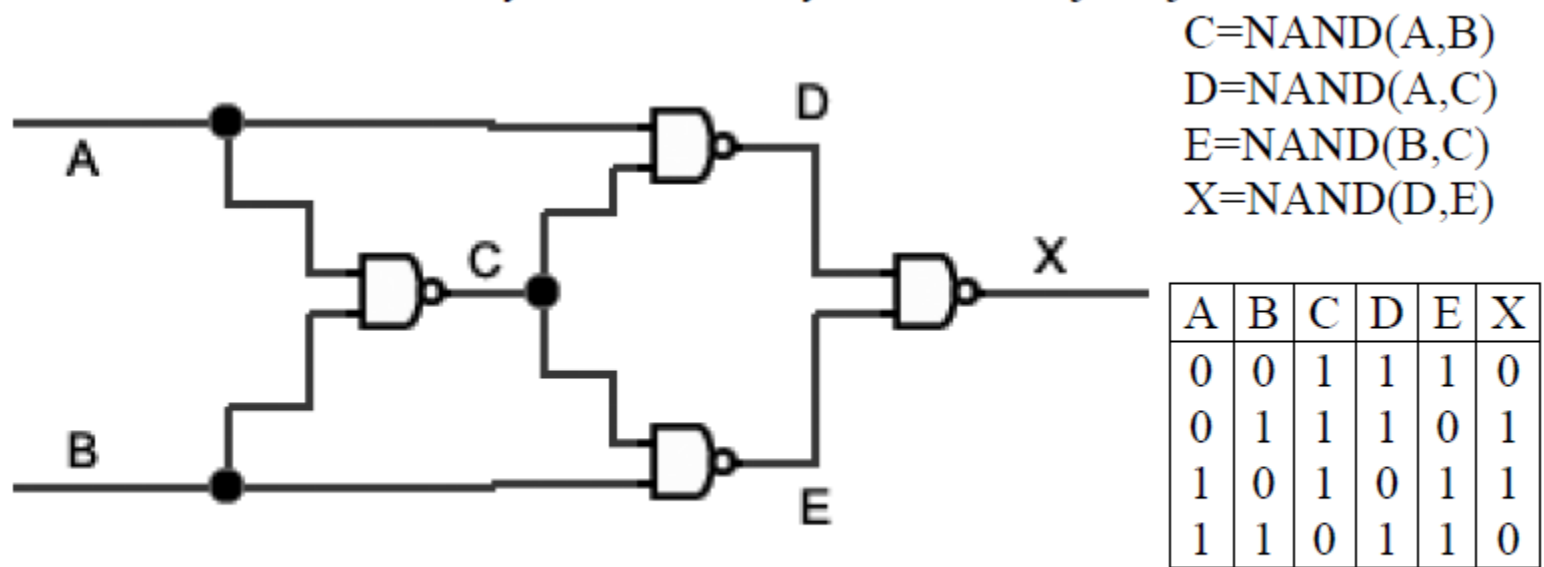 C=NAND(A,B)
D=NAND(A,C)
E=NAND(B,C)
X=NAND(D,E)
A
B
C
D
E
X
A B C D E X
0 0 1 1 1 0
0 1 1 1 0 1
1 0 1 0 1 1
1 1 0 1 1 0